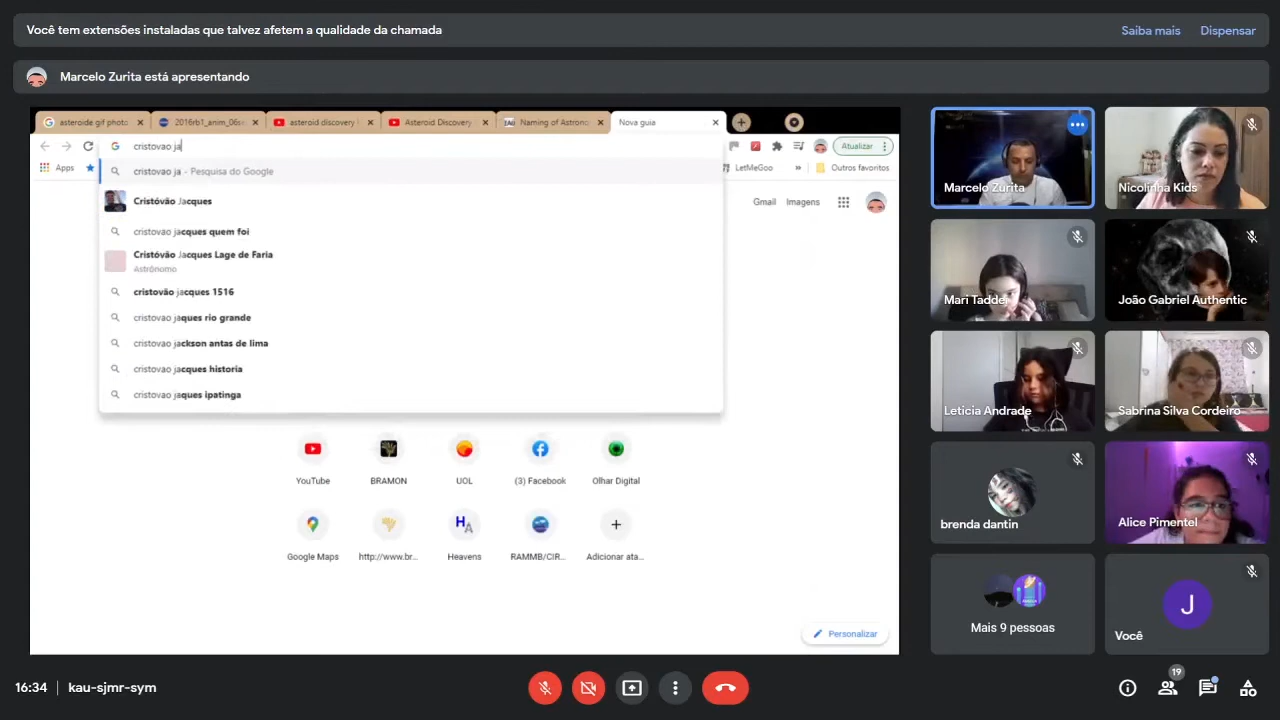 Você tem extensões instaladas que talvez afetem a qualidade da chamada
Saiba mais
Dispensar
Marcelo Zurita está apresentando
asteroide gif photo
2016rb1_anim_06s
asteroid discovery
Asteroid Discovery
IAU
Naming of Astrono
Nova guia
cristovao ja
Atualizar
Apps
LetMeGoo
»
Outros favoritos
cristovao ja - Pesquisa do Google
Cristóvão Jacques
cristovao jacques quem foi
Cristóvão Jacques Lage de Faria
Astrônomo
cristovão jacques 1516
cristovao jaques rio grande
cristovao jackson antas de lima
cristovao jaques historia
cristovao jaques ipatinga
Gmail
Imagens
YouTube
BRAMON
UOL
(3) Facebook
Olhar Digital
Google Maps
http://www.br...
Heavens
RAMMB/CIR...
Adicionar ata...
Personalizar
Marcelo Zurita
Nicolinha Kids
Mari Tadder
João Gabriel Authentic
Leticia Andrade
Sabrina Silva Cordeiro
brenda dantin
Alice Pimentel
Mais 9 pessoas
J
Você
16:34
kau-sjmr-sym
19